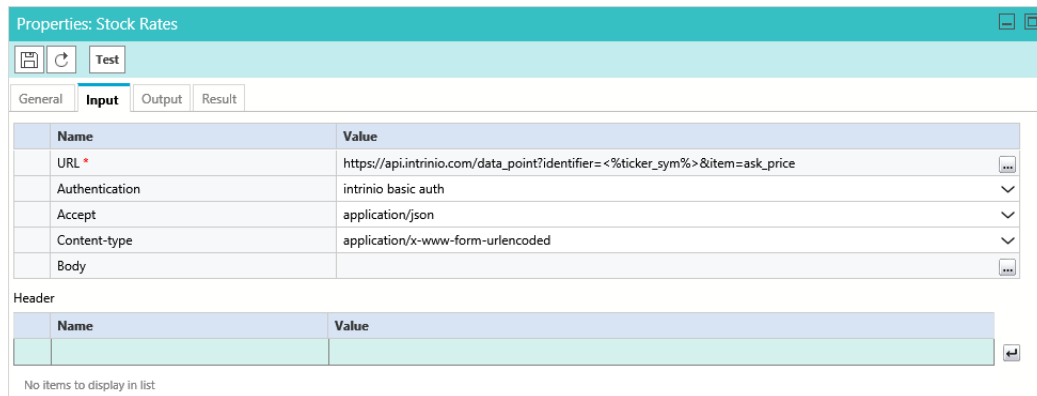 Properties: Stock Rates
Test
General Input Output Result
Name Value
URL * https://api.intrinio.com/data_point?identifier=<%ticker_sym%>&item=ask_price ...
Authentication intrinio basic auth
Accept application/json
Content-type application/x-www-form-urlencoded
Body ...
Header
Name Value
No items to display in list